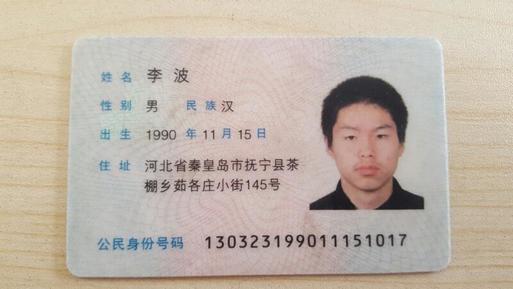 姓名 李波
性别 男 民族 汉
出生 1990 年 11 月 15 日
住址 河北省秦皇岛市抚宁县茶
棚乡茹各庄小街145号
公民身份号码 130323199011151017